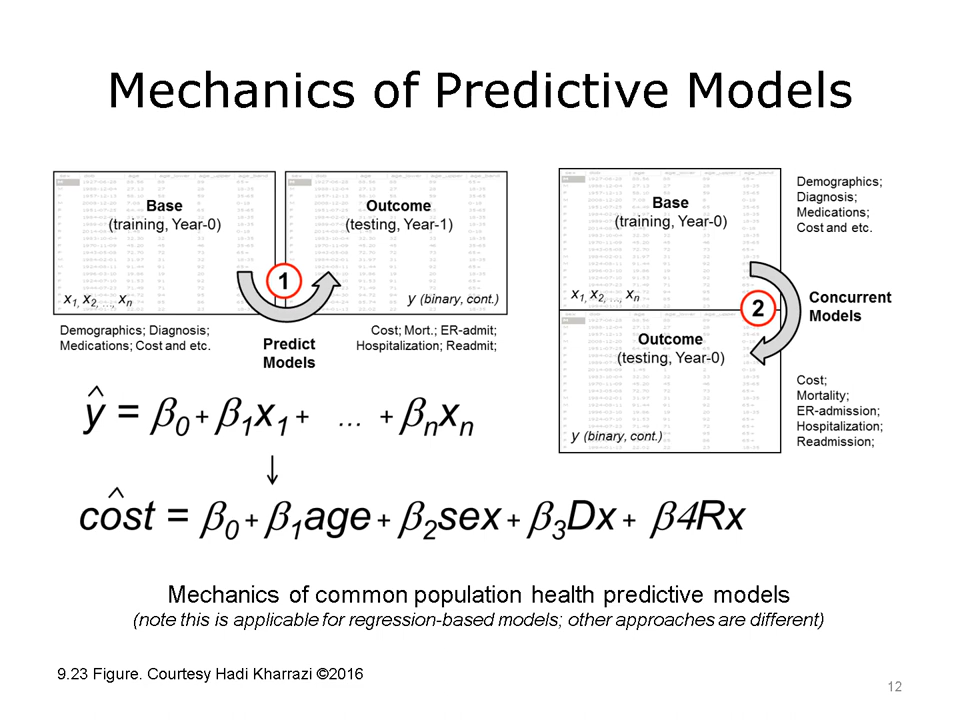 Mechanics of Predictive Models
Base
(training, Year-0)
x1, x2, ..., xn
Outcome
(testing, Year-1)
y (binary, cont.)
1
Demographics; Diagnosis;
Medications; Cost and etc.
Predict
Models
Cost; Mort.; ER-admit;
Hospitalization; Readmit;
Base
(training, Year-0)
x1, x2, ..., xn
Demographics;
Diagnosis;
Medications;
Cost and etc.
2
Concurrent
Models
Outcome
(testing, Year-0)
y (binary, cont.)
Cost;
Mortality;
ER-admission;
Hospitalization;
Readmission;
ŷ = β0 + β1x1 + ... + βnxn
↓
côst = β0 + β1age + β2sex + β3Dx + β4Rx
Mechanics of common population health predictive models
(note this is applicable for regression-based models; other approaches are different)
9.23 Figure. Courtesy Hadi Kharrazi ©2016
12